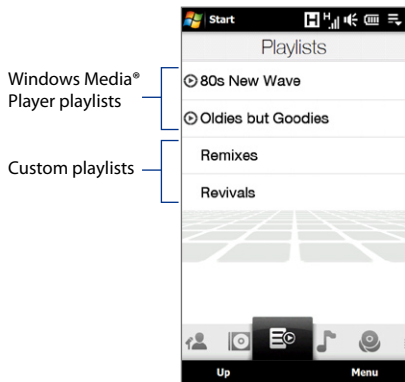 Start
Playlists
Windows Media®
Player playlists
80s New Wave
Oldies but Goodies
Custom playlists
Remixes
Revivals
Up
Menu